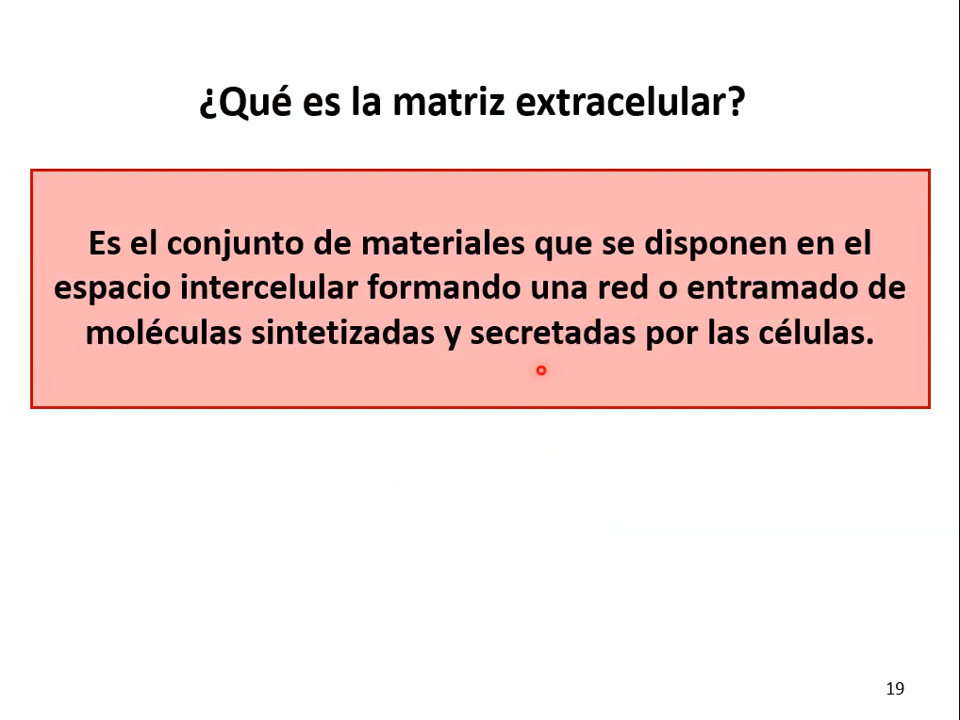 ¿Qué es la matriz extracelular?
Es el conjunto de materiales que se disponen en el
espacio intercelular formando una red o entramado de
moléculas sintetizadas y secretadas por las células.
19